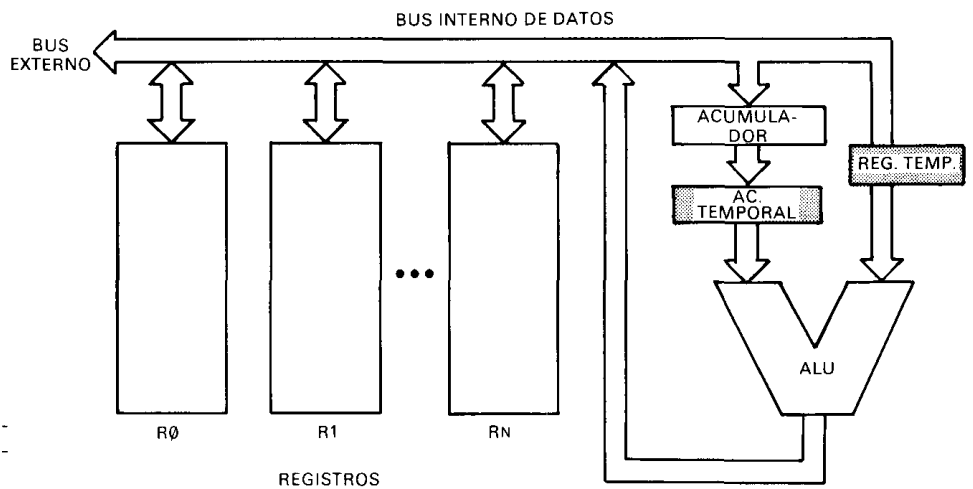 BUS INTERNO DE DATOS
BUS
EXTERNO
ACUMULA-
DOR
REG. TEMP.
AC.
TEMPORAL
ALU
RØ
R1
RN
REGISTROS